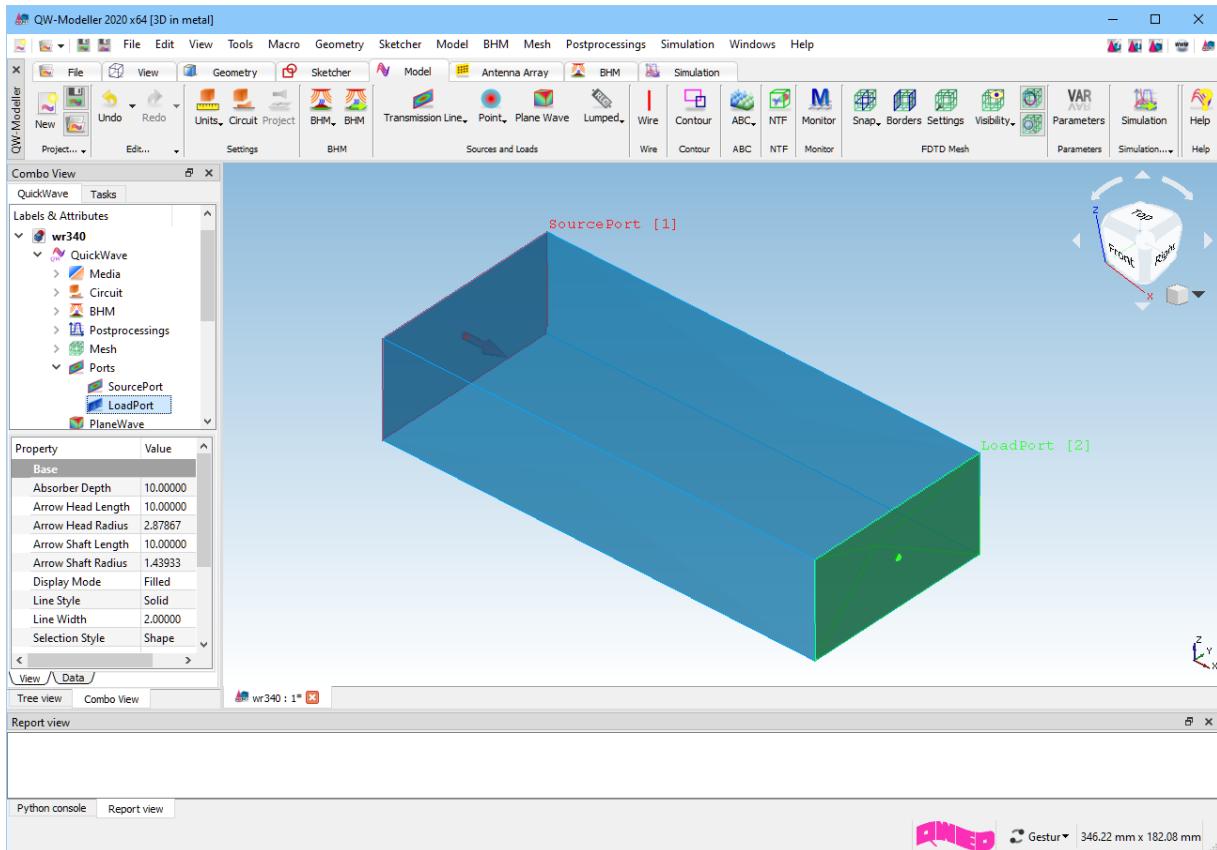 QW-Modeller 2020 x64 [3D in metal]
File Edit View Tools Macro Geometry Sketcher Model BHM Mesh Postprocessings Simulation Windows Help
QW-Modeller
File View Geometry Sketcher Model Antenna Array BHM Simulation
New Undo Redo Units Circuit Project BHM BHM Transmission Line Point Plane Wave Lumped Wire Contour ABC NTF Monitor Snap Borders Settings Visibility VAR Parameters Simulation Help
Project... Edit... Settings BHM Sources and Loads Wire Contour ABC NTF Monitor FDTD Mesh Parameters Simulation... Help
Combo View
QuickWave Tasks
Labels & Attributes
wr340
QuickWave
Media
Circuit
BHM
Postprocessings
Mesh
Ports
SourcePort
LoadPort
PlaneWave
Property Value
Base
Absorber Depth 10.00000
Arrow Head Length 10.00000
Arrow Head Radius 2.87867
Arrow Shaft Length 10.00000
Arrow Shaft Radius 1.43933
Display Mode Filled
Line Style Solid
Line Width 2.00000
Selection Style Shape
View Data
Tree view Combo View
SourcePort [1]
LoadPort [2]
Top
Front
Right
Z
X
Z
Y
X
wr340 : 1*
Report view
Python console Report view
QWED
Gestur 346.22 mm x 182.08 mm